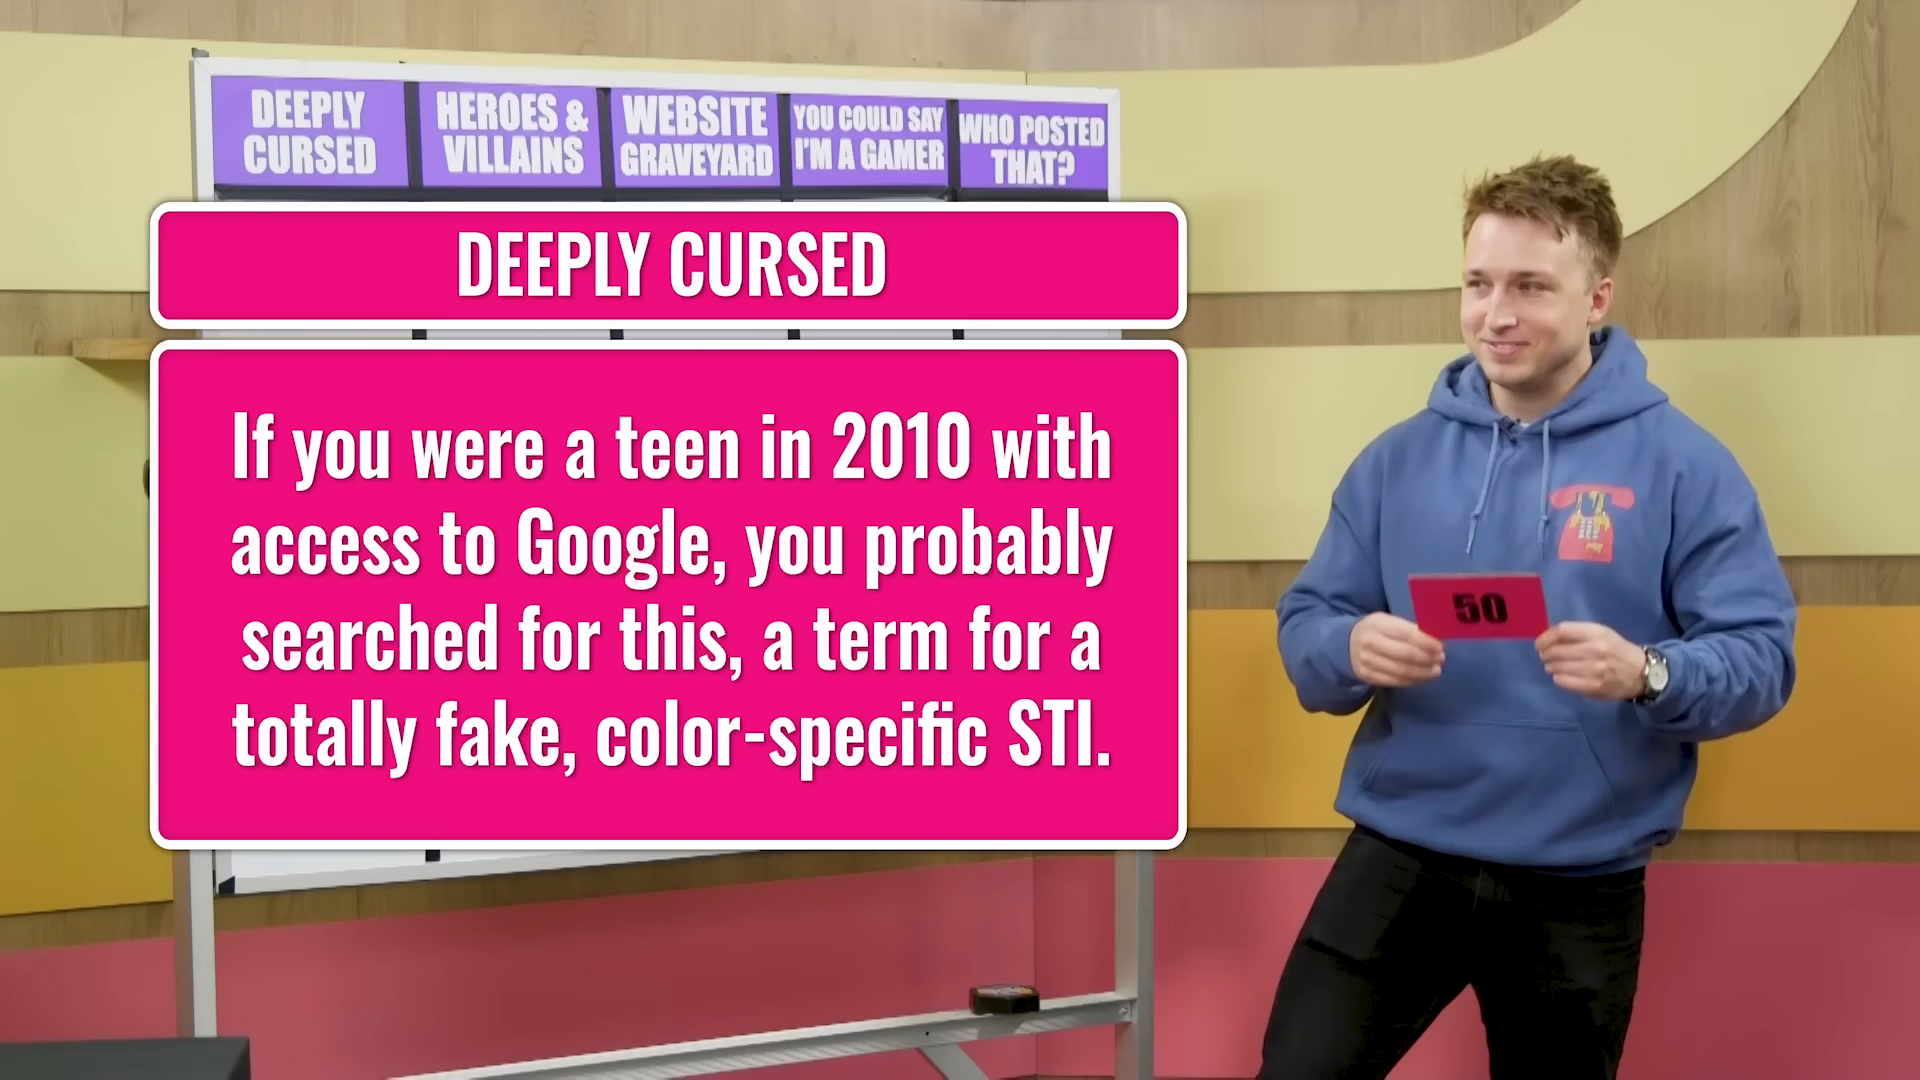 DEEPLY
CURSED
HEROES &
VILLAINS
WEBSITE
GRAVEYARD
YOU COULD SAY
I'M A GAMER
WHO POSTED
THAT?
DEEPLY CURSED
If you were a teen in 2010 with
access to Google, you probably
searched for this, a term for a
totally fake, color-specific STI.
50